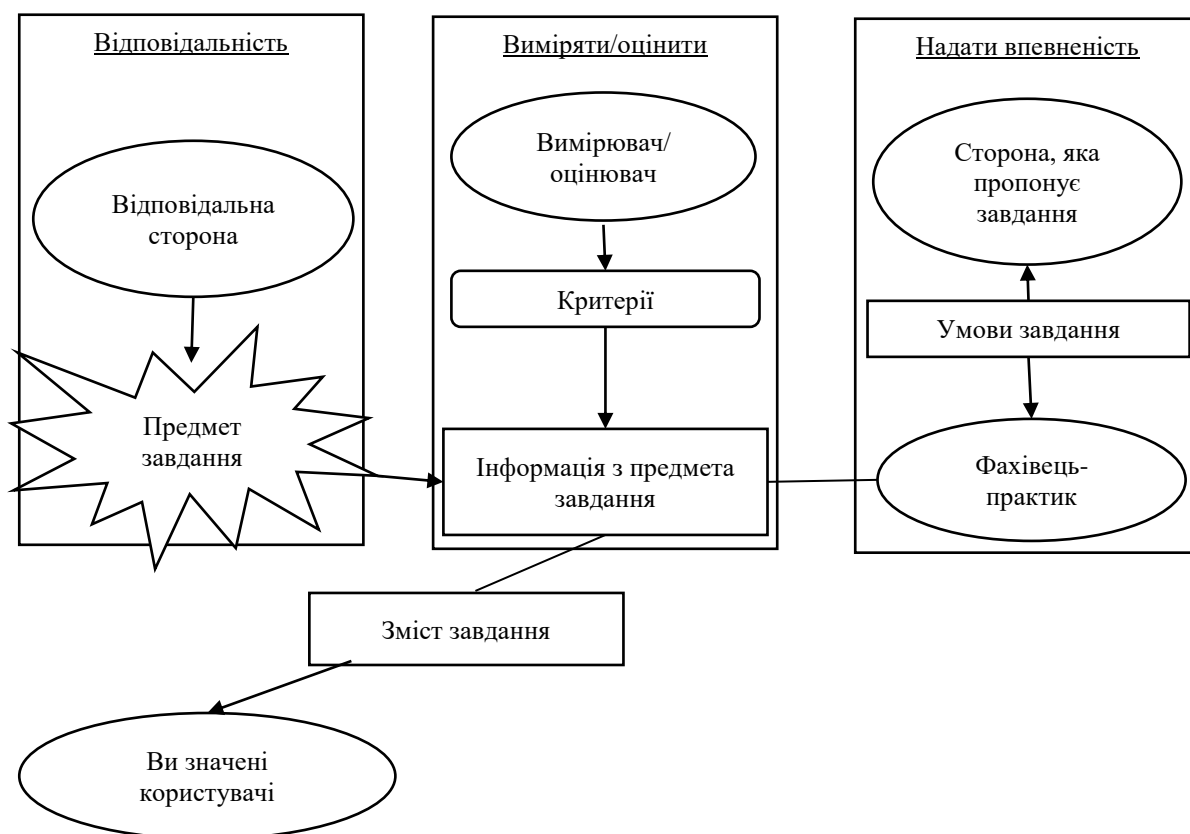 Відповідальність
Відповідальна
сторона
Предмет
завдання
Виміряти/оцінити
Вимірювач/
оцінювач
Критерії
Інформація з предмета
завдання
Надати впевненість
Сторона, яка
пропонує
завдання
Умови завдання
Фахівець-
практик
Зміст завдання
Ви значені
користувачі